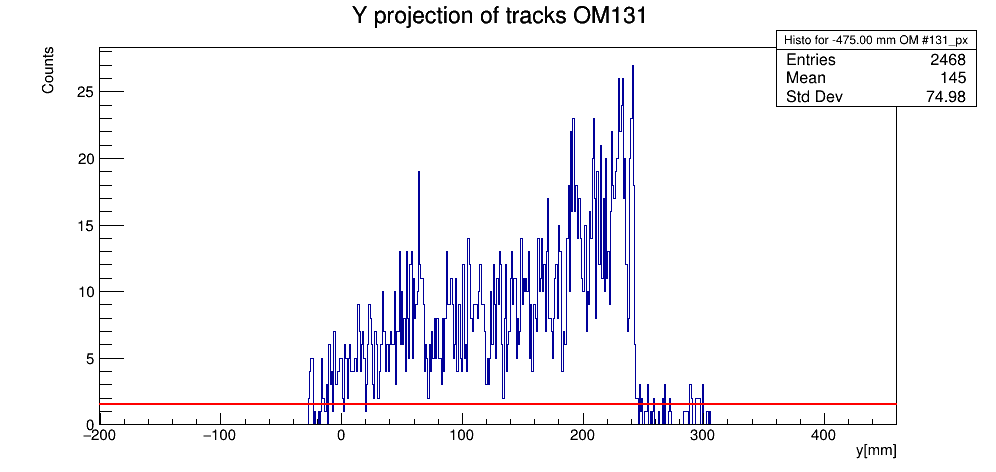 Y projection of tracks OM131
Histo for -475.00 mm OM #131_px
Entries 2468
Mean 145
Std Dev 74.98
Counts
25
20
15
10
5
0
−200 −100 0 100 200 300 400
y[mm]